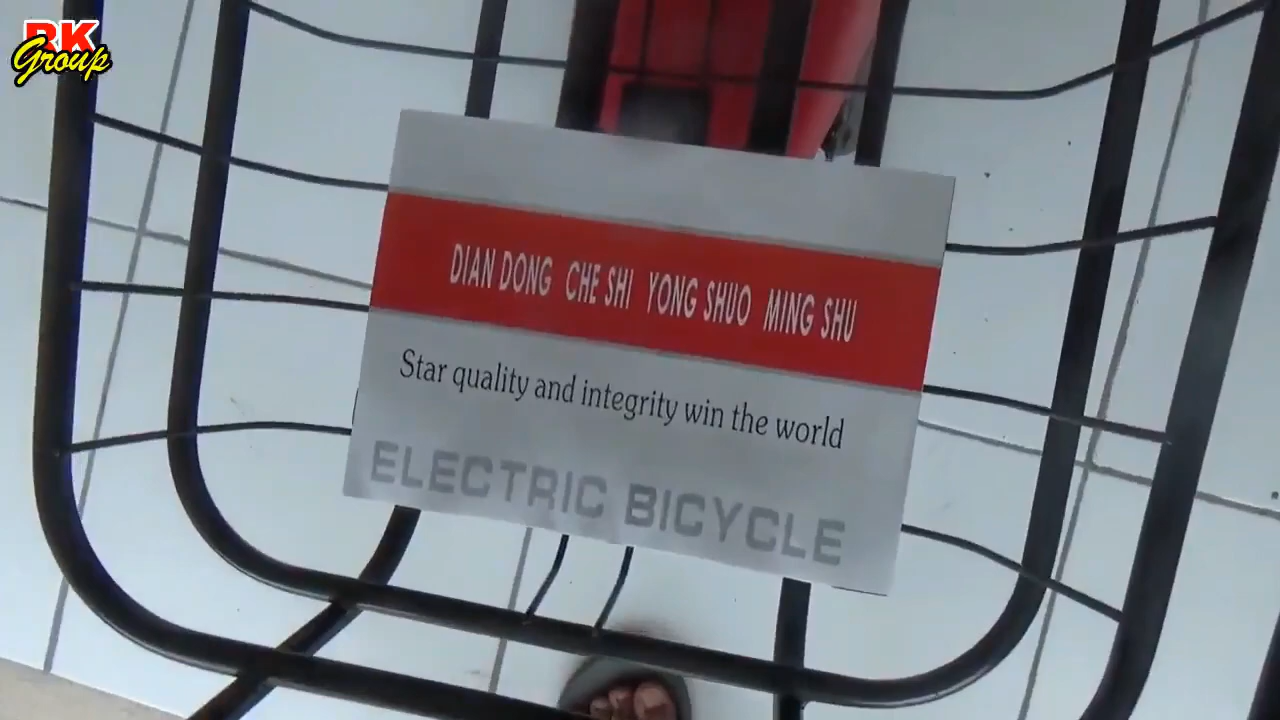 RK
Group
DIAN DONG CHE SHI YONG SHUO MING SHU
Star quality and integrity win the world
ELECTRIC BICYCLE